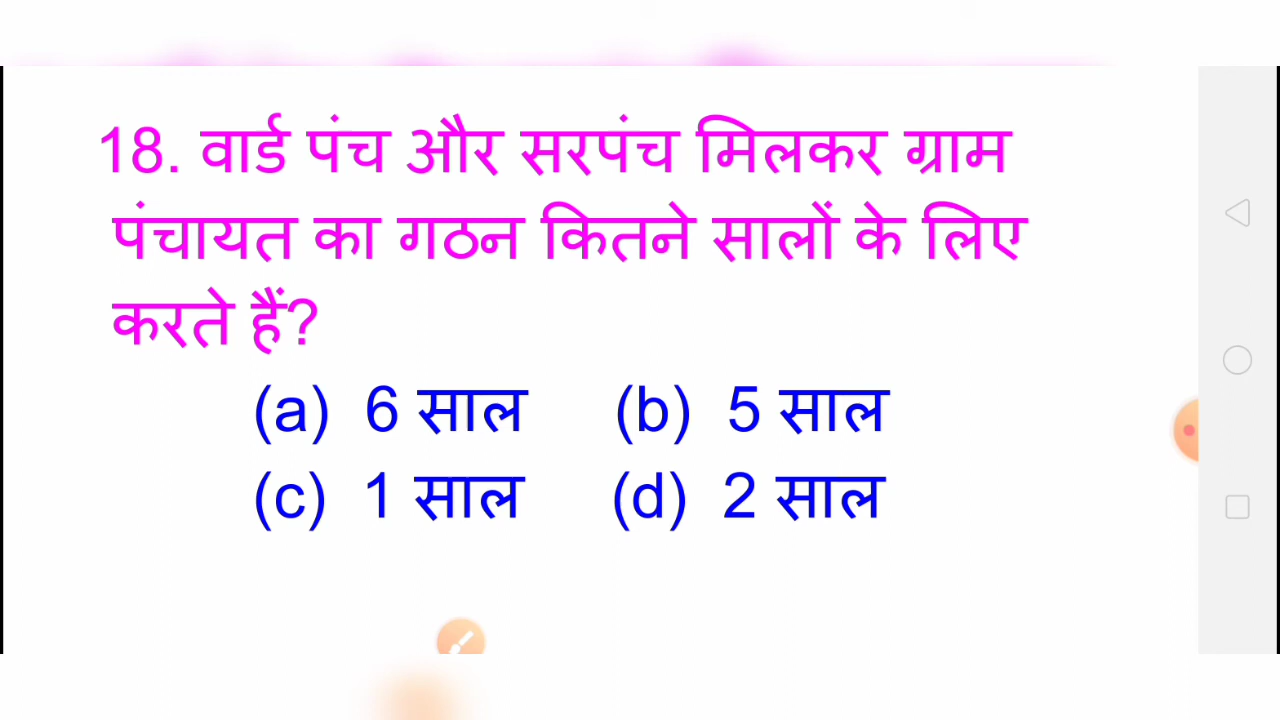 18. वार्ड पंच और सरपंच मिलकर ग्राम
पंचायत का गठन कितने सालों के लिए
करते हैं?
(a) 6 साल (b) 5 साल
(c) 1 साल (d) 2 साल